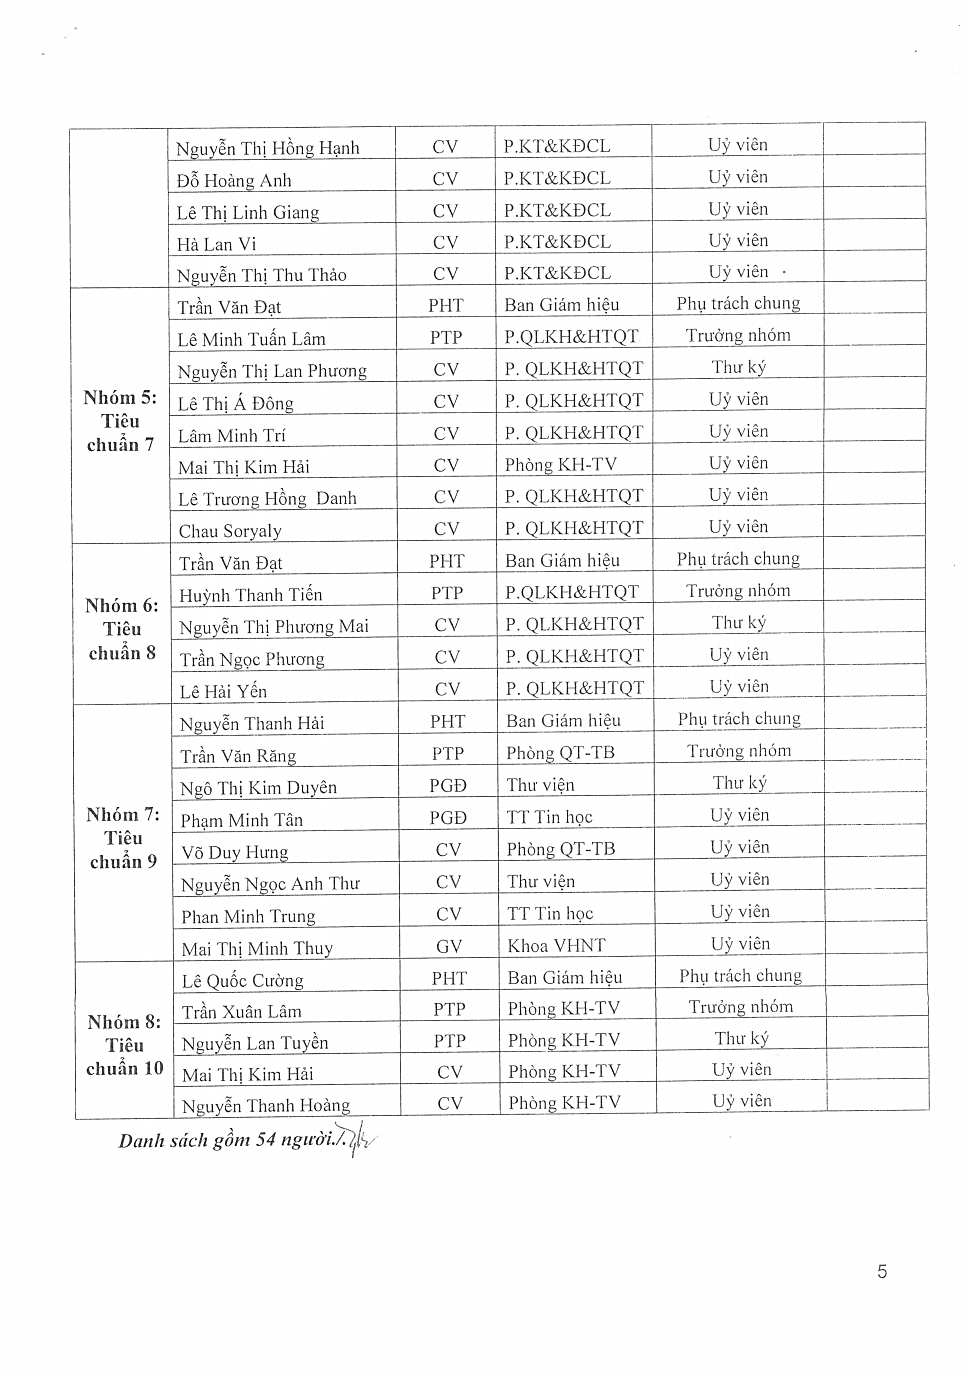 Nguyễn Thị Hồng Hạnh CV P.KT&KĐCL Uỷ viên
Đỗ Hoàng Anh CV P.KT&KĐCL Uỷ viên
Lê Thị Linh Giang CV P.KT&KĐCL Uỷ viên
Hà Lan Vi CV P.KT&KĐCL Uỷ viên
Nguyễn Thị Thu Thảo CV P.KT&KĐCL Uỷ viên
Nhóm 5:
Tiêu
chuẩn 7
Trần Văn Đạt PHT Ban Giám hiệu Phụ trách chung
Lê Minh Tuấn Lâm PTP P.QLKH&HTQT Trưởng nhóm
Nguyễn Thị Lan Phương CV P. QLKH&HTQT Thư ký
Lê Thị Á Đông CV P. QLKH&HTQT Uỷ viên
Lâm Minh Trí CV P. QLKH&HTQT Uỷ viên
Mai Thị Kim Hải CV Phòng KH-TV Uỷ viên
Lê Trương Hồng Danh CV P. QLKH&HTQT Uỷ viên
Chau Soryaly CV P. QLKH&HTQT Uỷ viên
Nhóm 6:
Tiêu
chuẩn 8
Trần Văn Đạt PHT Ban Giám hiệu Phụ trách chung
Huỳnh Thanh Tiến PTP P.QLKH&HTQT Trưởng nhóm
Nguyễn Thị Phương Mai CV P. QLKH&HTQT Thư ký
Trần Ngọc Phương CV P. QLKH&HTQT Uỷ viên
Lê Hải Yến CV P. QLKH&HTQT Uỷ viên
Nhóm 7:
Tiêu
chuẩn 9
Nguyễn Thanh Hải PHT Ban Giám hiệu Phụ trách chung
Trần Văn Răng PTP Phòng QT-TB Trưởng nhóm
Ngô Thị Kim Duyên PGĐ Thư viện Thư ký
Phạm Minh Tân PGĐ TT Tin học Uỷ viên
Võ Duy Hưng CV Phòng QT-TB Uỷ viên
Nguyễn Ngọc Anh Thư CV Thư viện Uỷ viên
Phan Minh Trung CV TT Tin học Uỷ viên
Mai Thị Minh Thuy GV Khoa VHNT Uỷ viên
Nhóm 8:
Tiêu
chuẩn 10
Lê Quốc Cường PHT Ban Giám hiệu Phụ trách chung
Trần Xuân Lâm PTP Phòng KH-TV Trưởng nhóm
Nguyễn Lan Tuyền PTP Phòng KH-TV Thư ký
Mai Thị Kim Hải CV Phòng KH-TV Uỷ viên
Nguyễn Thanh Hoàng CV Phòng KH-TV Uỷ viên
Danh sách gồm 54 người./.
5